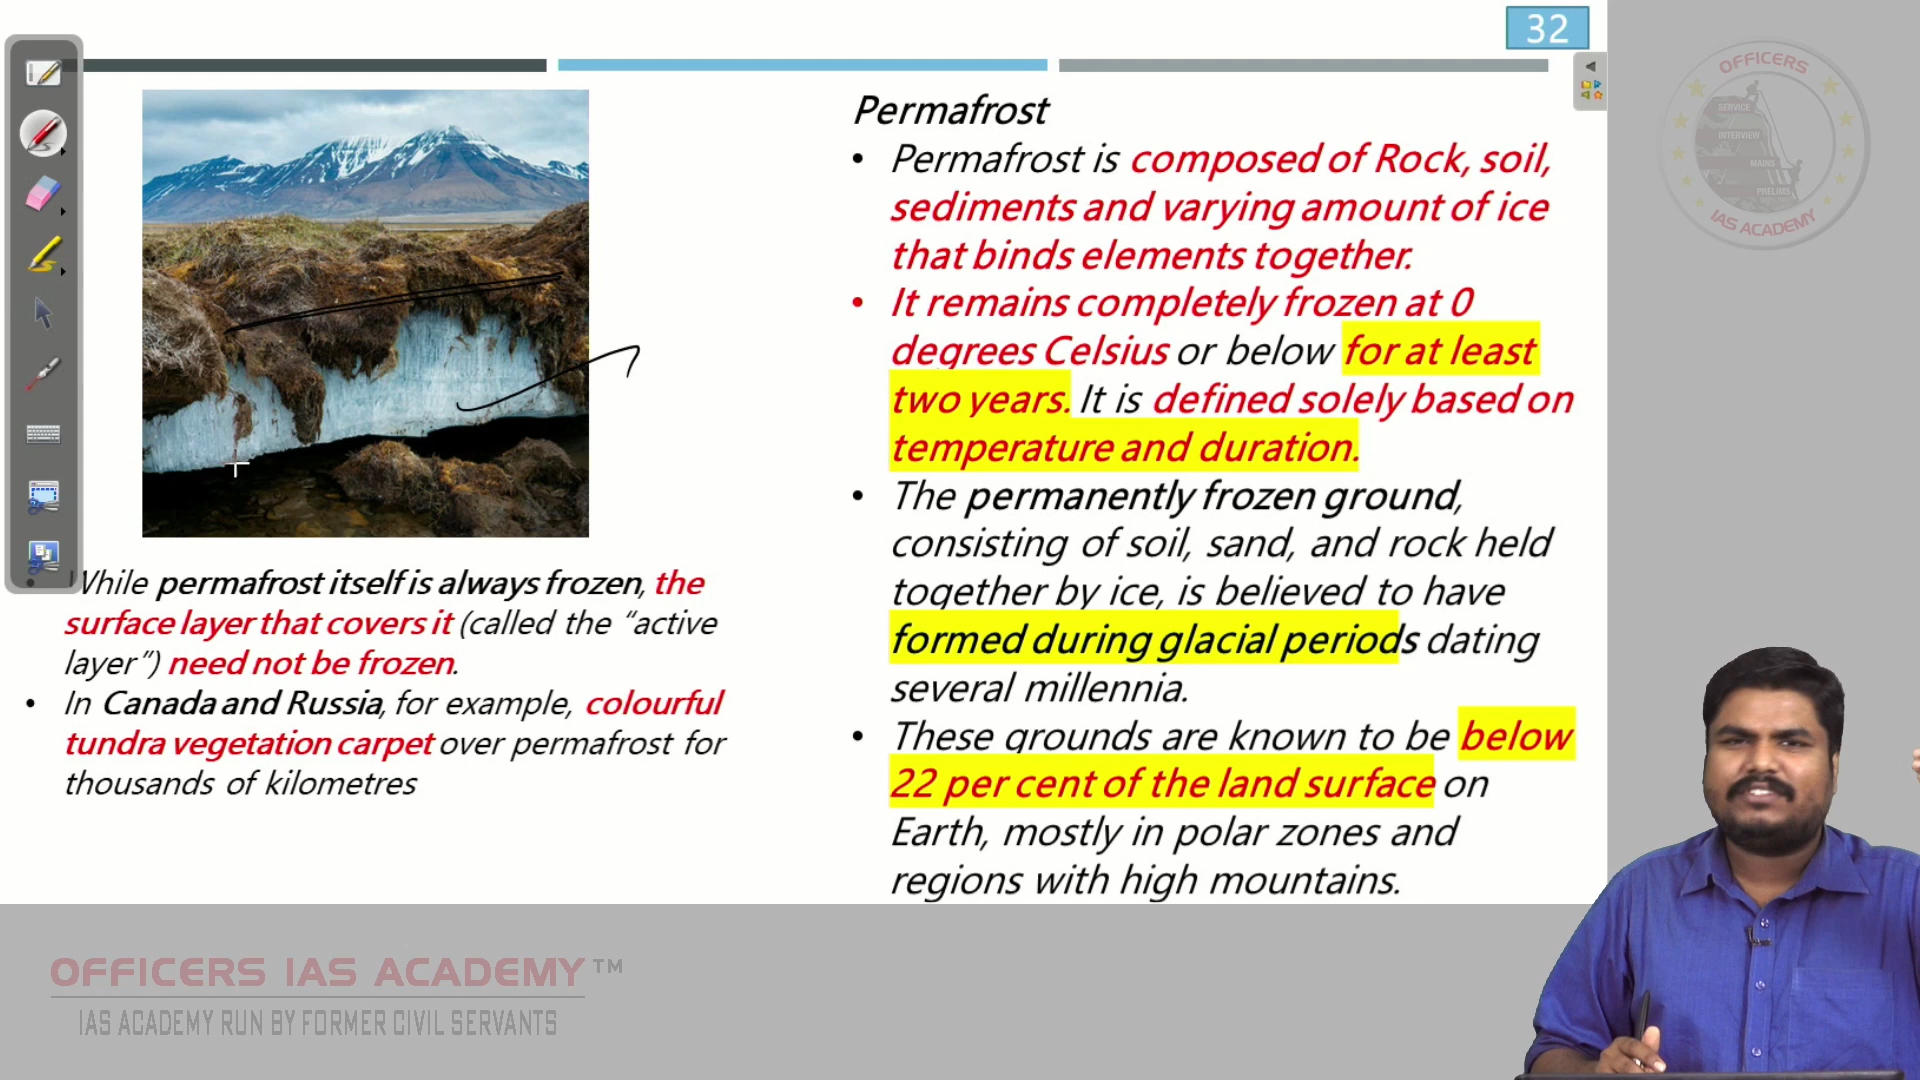 32
Permafrost
• Permafrost is composed of Rock, soil,
sediments and varying amount of ice
that binds elements together.
• It remains completely frozen at 0
degrees Celsius or below for at least
two years. It is defined solely based on
temperature and duration.
• The permanently frozen ground,
consisting of soil, sand, and rock held
together by ice, is believed to have
formed during glacial periods dating
several millennia.
• These grounds are known to be below
22 per cent of the land surface on
Earth, mostly in polar zones and
regions with high mountains.
• While permafrost itself is always frozen, the
surface layer that covers it (called the “active
layer”) need not be frozen.
• In Canada and Russia, for example, colourful
tundra vegetation carpet over permafrost for
thousands of kilometres
OFFICERS
SERVICE
INTERVIEW
MAINS
PRELIMS
IAS ACADEMY
OFFICERS IAS ACADEMY™
IAS ACADEMY RUN BY FORMER CIVIL SERVANTS